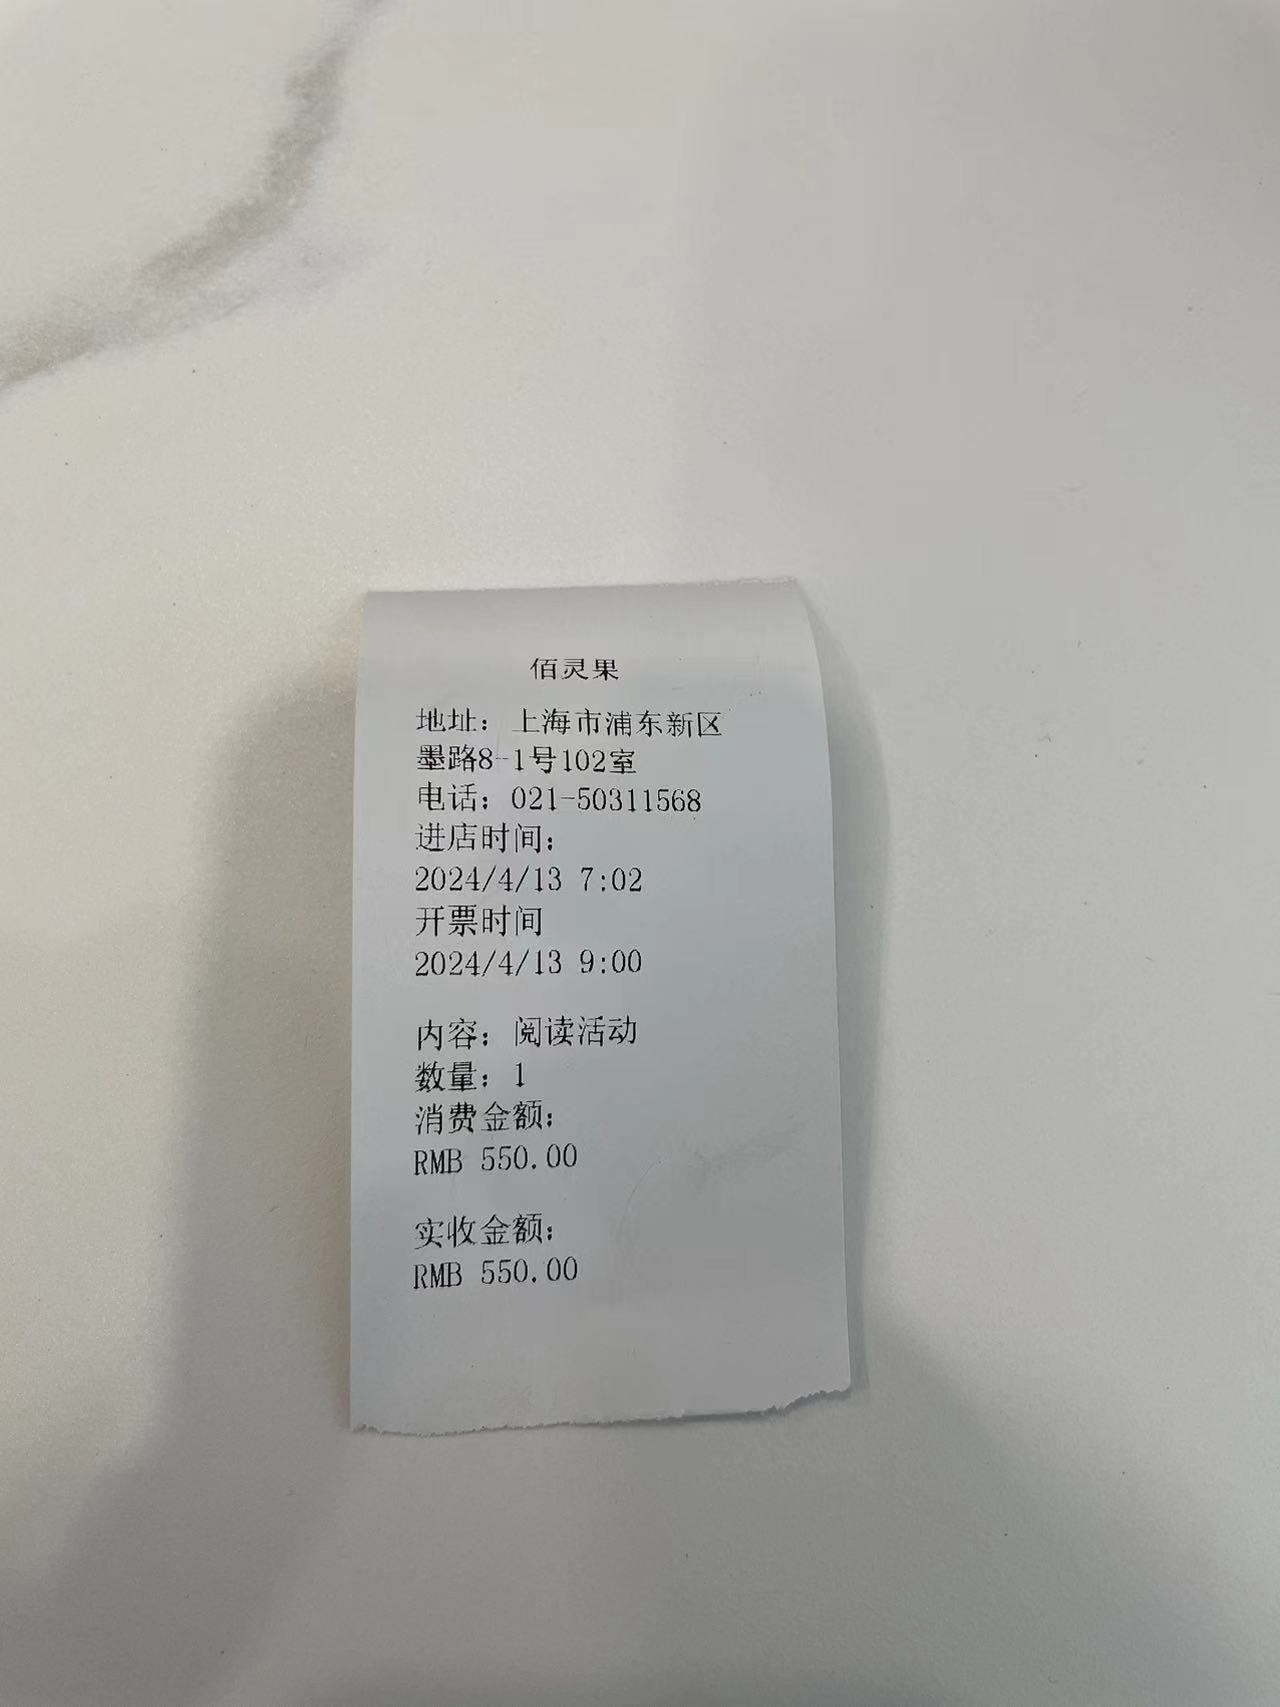 佰灵果
地址：上海市浦东新区
墨路8-1号102室
电话：021-50311568
进店时间：
2024/4/13 7:02
开票时间
2024/4/13 9:00
内容：阅读活动
数量：1
消费金额：
RMB 550.00
实收金额：
RMB 550.00